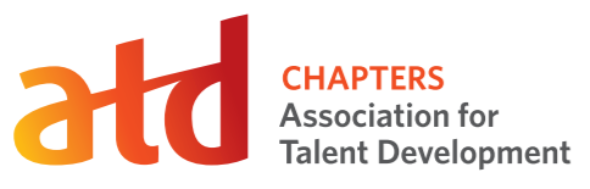 atd
CHAPTERS
Association for
Talent Development